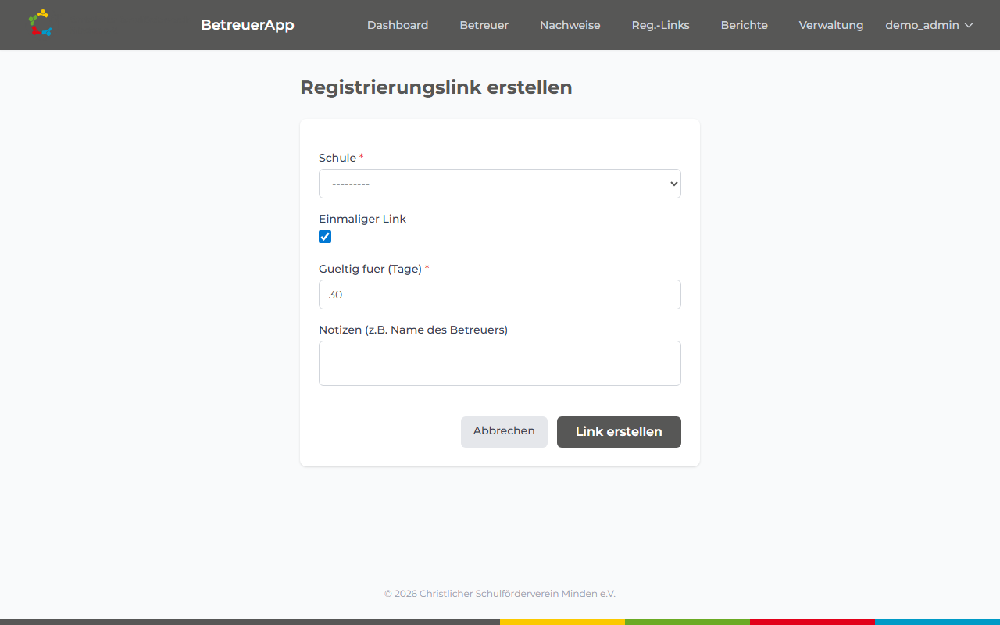 BetreuerApp Dashboard Betreuer Nachweise Reg.-Links Berichte Verwaltung demo_admin
Registrierungslink erstellen
Schule *
---------
Einmaliger Link
Gueltig fuer (Tage) *
30
Notizen (z.B. Name des Betreuers)
Abbrechen Link erstellen
© 2026 Christlicher Schulförderverein Minden e.V.